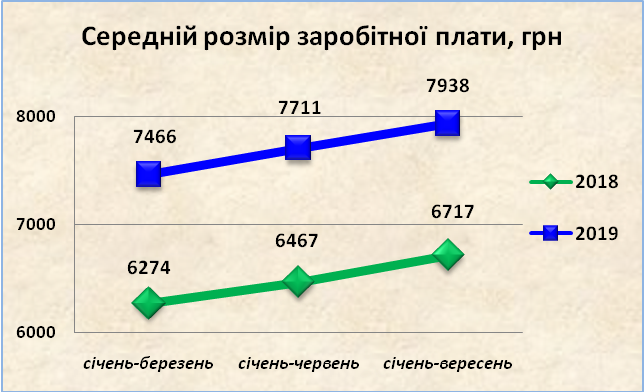 Середній розмір заробітної плати, грн
8000
7000
6000
7466
7711
7938
6274
6467
6717
2018
2019
січень-березень
січень-червень
січень-вересень